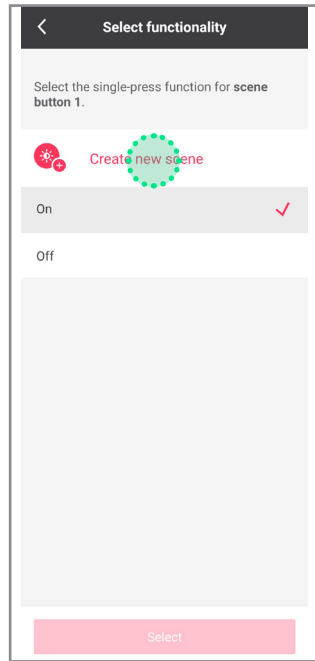 Select functionality
Select the single-press function for scene
button 1.
Create new scene
On
Off
Select